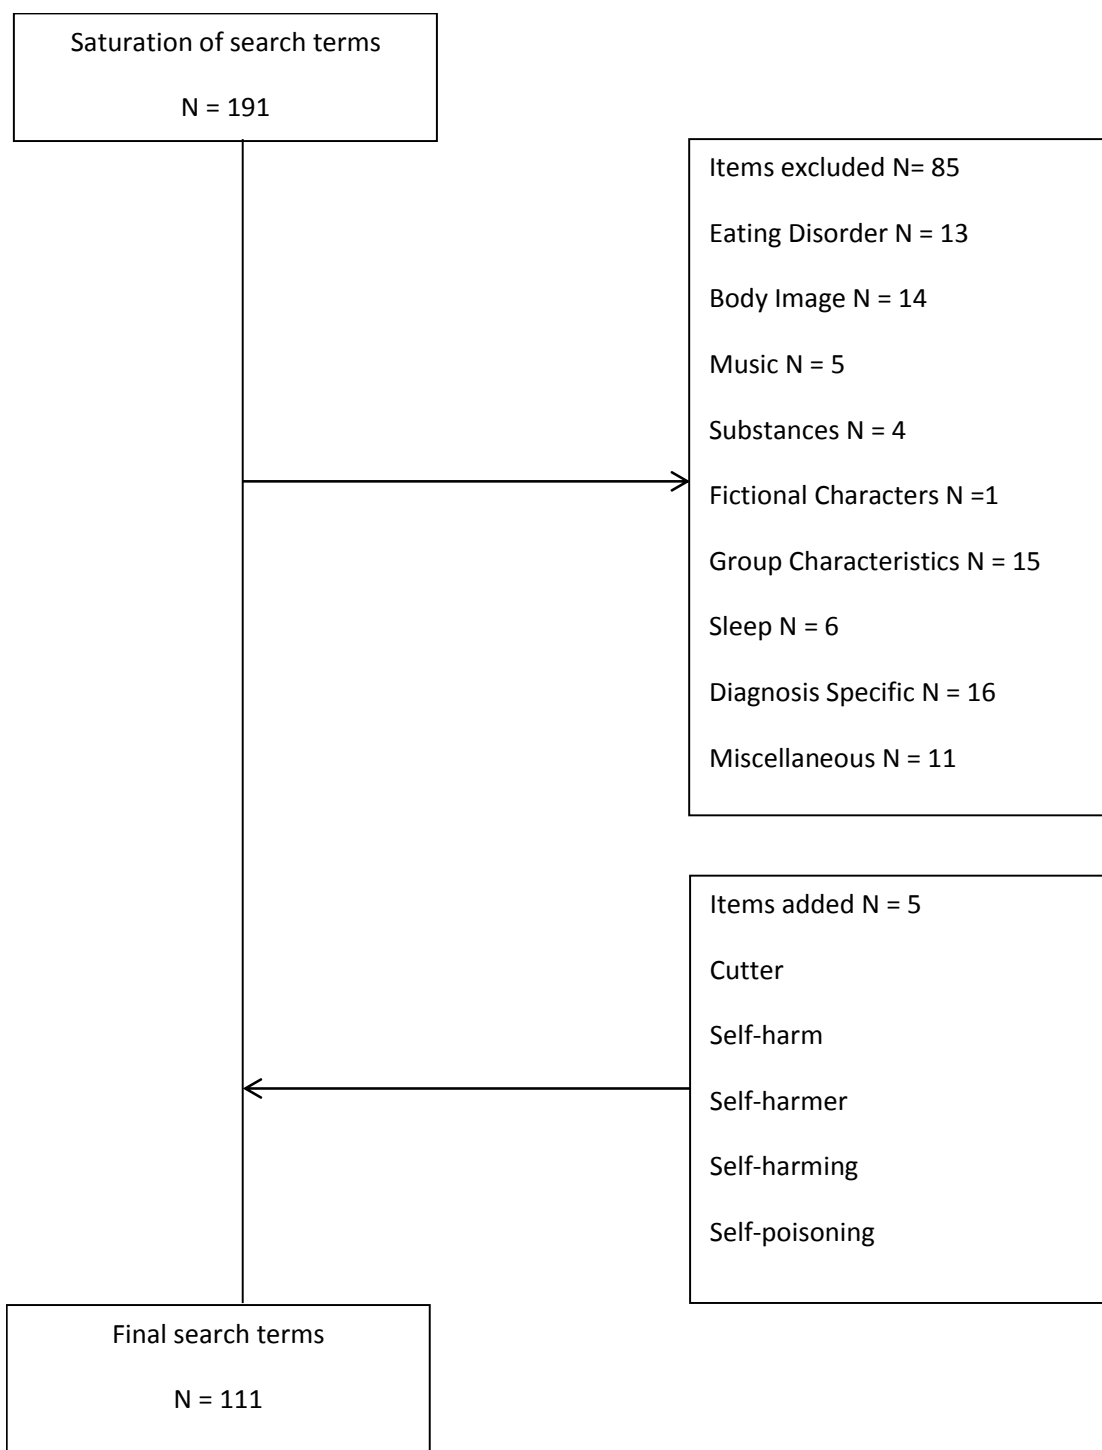 Saturation of search terms
N = 191
Items excluded N= 85
Eating Disorder N = 13
Body Image N = 14
Music N = 5
Substances N = 4
Fictional Characters N =1
Group Characteristics N = 15
Sleep N = 6
Diagnosis Specific N = 16
Miscellaneous N = 11
Items added N = 5
Cutter
Self-harm
Self-harmer
Self-harming
Self-poisoning
Final search terms
N = 111